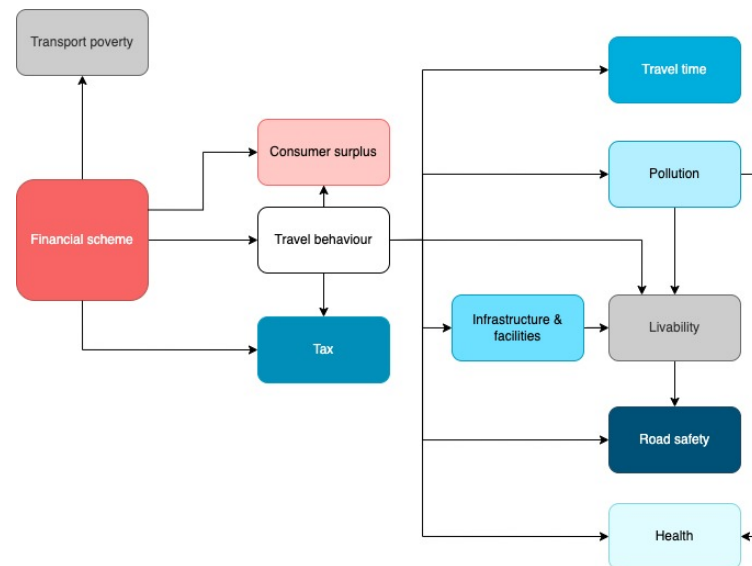 Transport poverty
Travel time
Consumer surplus
Pollution
Financial scheme
Travel behaviour
Infrastructure &
facilities
Livability
Tax
Road safety
Health